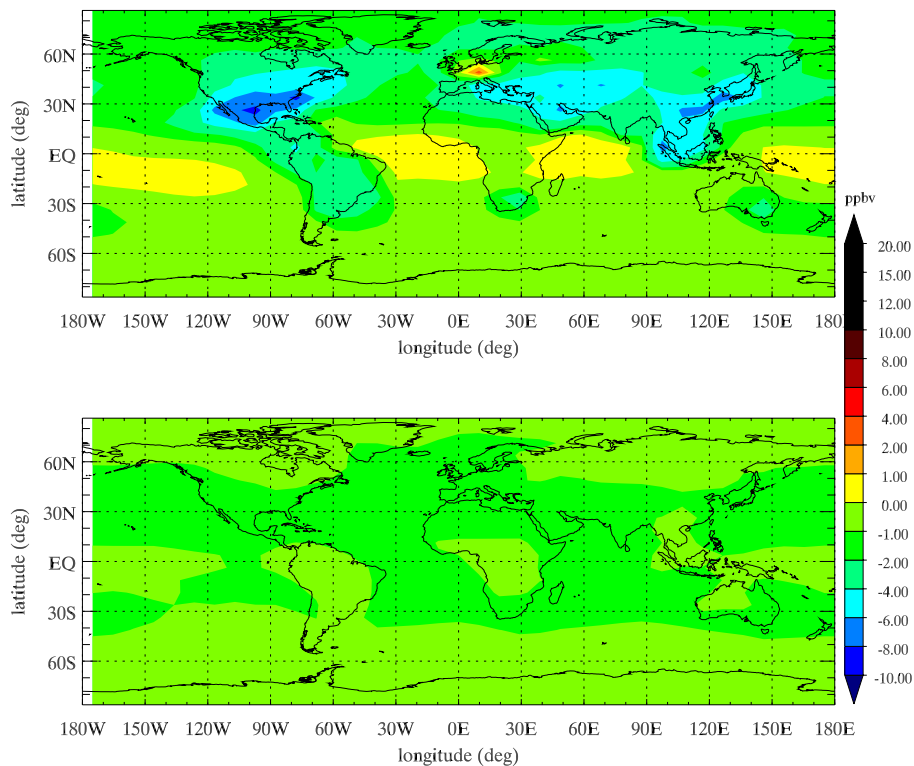 60N
30N
EQ
30S
60S
latitude (deg)
180W 150W 120W 90W 60W 30W 0E 30E 60E 90E 120E 150E 180E
longitude (deg)
ppbv
20.00
15.00
12.00
10.00
8.00
6.00
4.00
2.00
1.00
0.00
-1.00
-2.00
-4.00
-6.00
-8.00
-10.00
60N
30N
EQ
30S
60S
latitude (deg)
180W 150W 120W 90W 60W 30W 0E 30E 60E 90E 120E 150E 180E
longitude (deg)